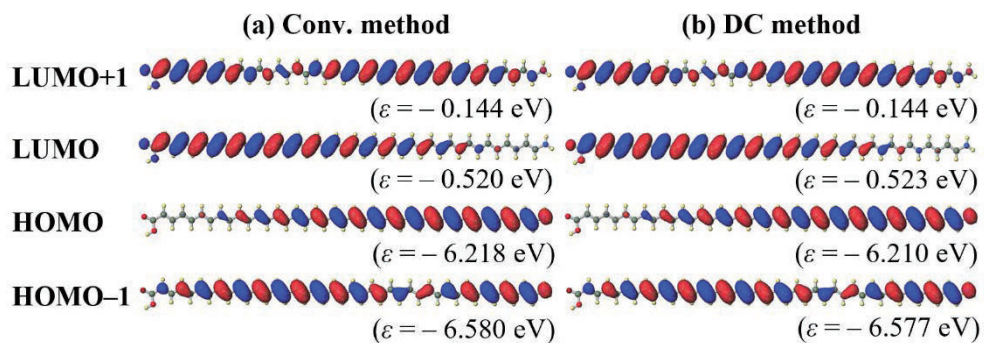 (a) Conv. method (b) DC method
LUMO+1
(ε = – 0.144 eV) (ε = – 0.144 eV)
LUMO
(ε = – 0.520 eV) (ε = – 0.523 eV)
HOMO
(ε = – 6.218 eV) (ε = – 6.210 eV)
HOMO–1
(ε = – 6.580 eV) (ε = – 6.577 eV)